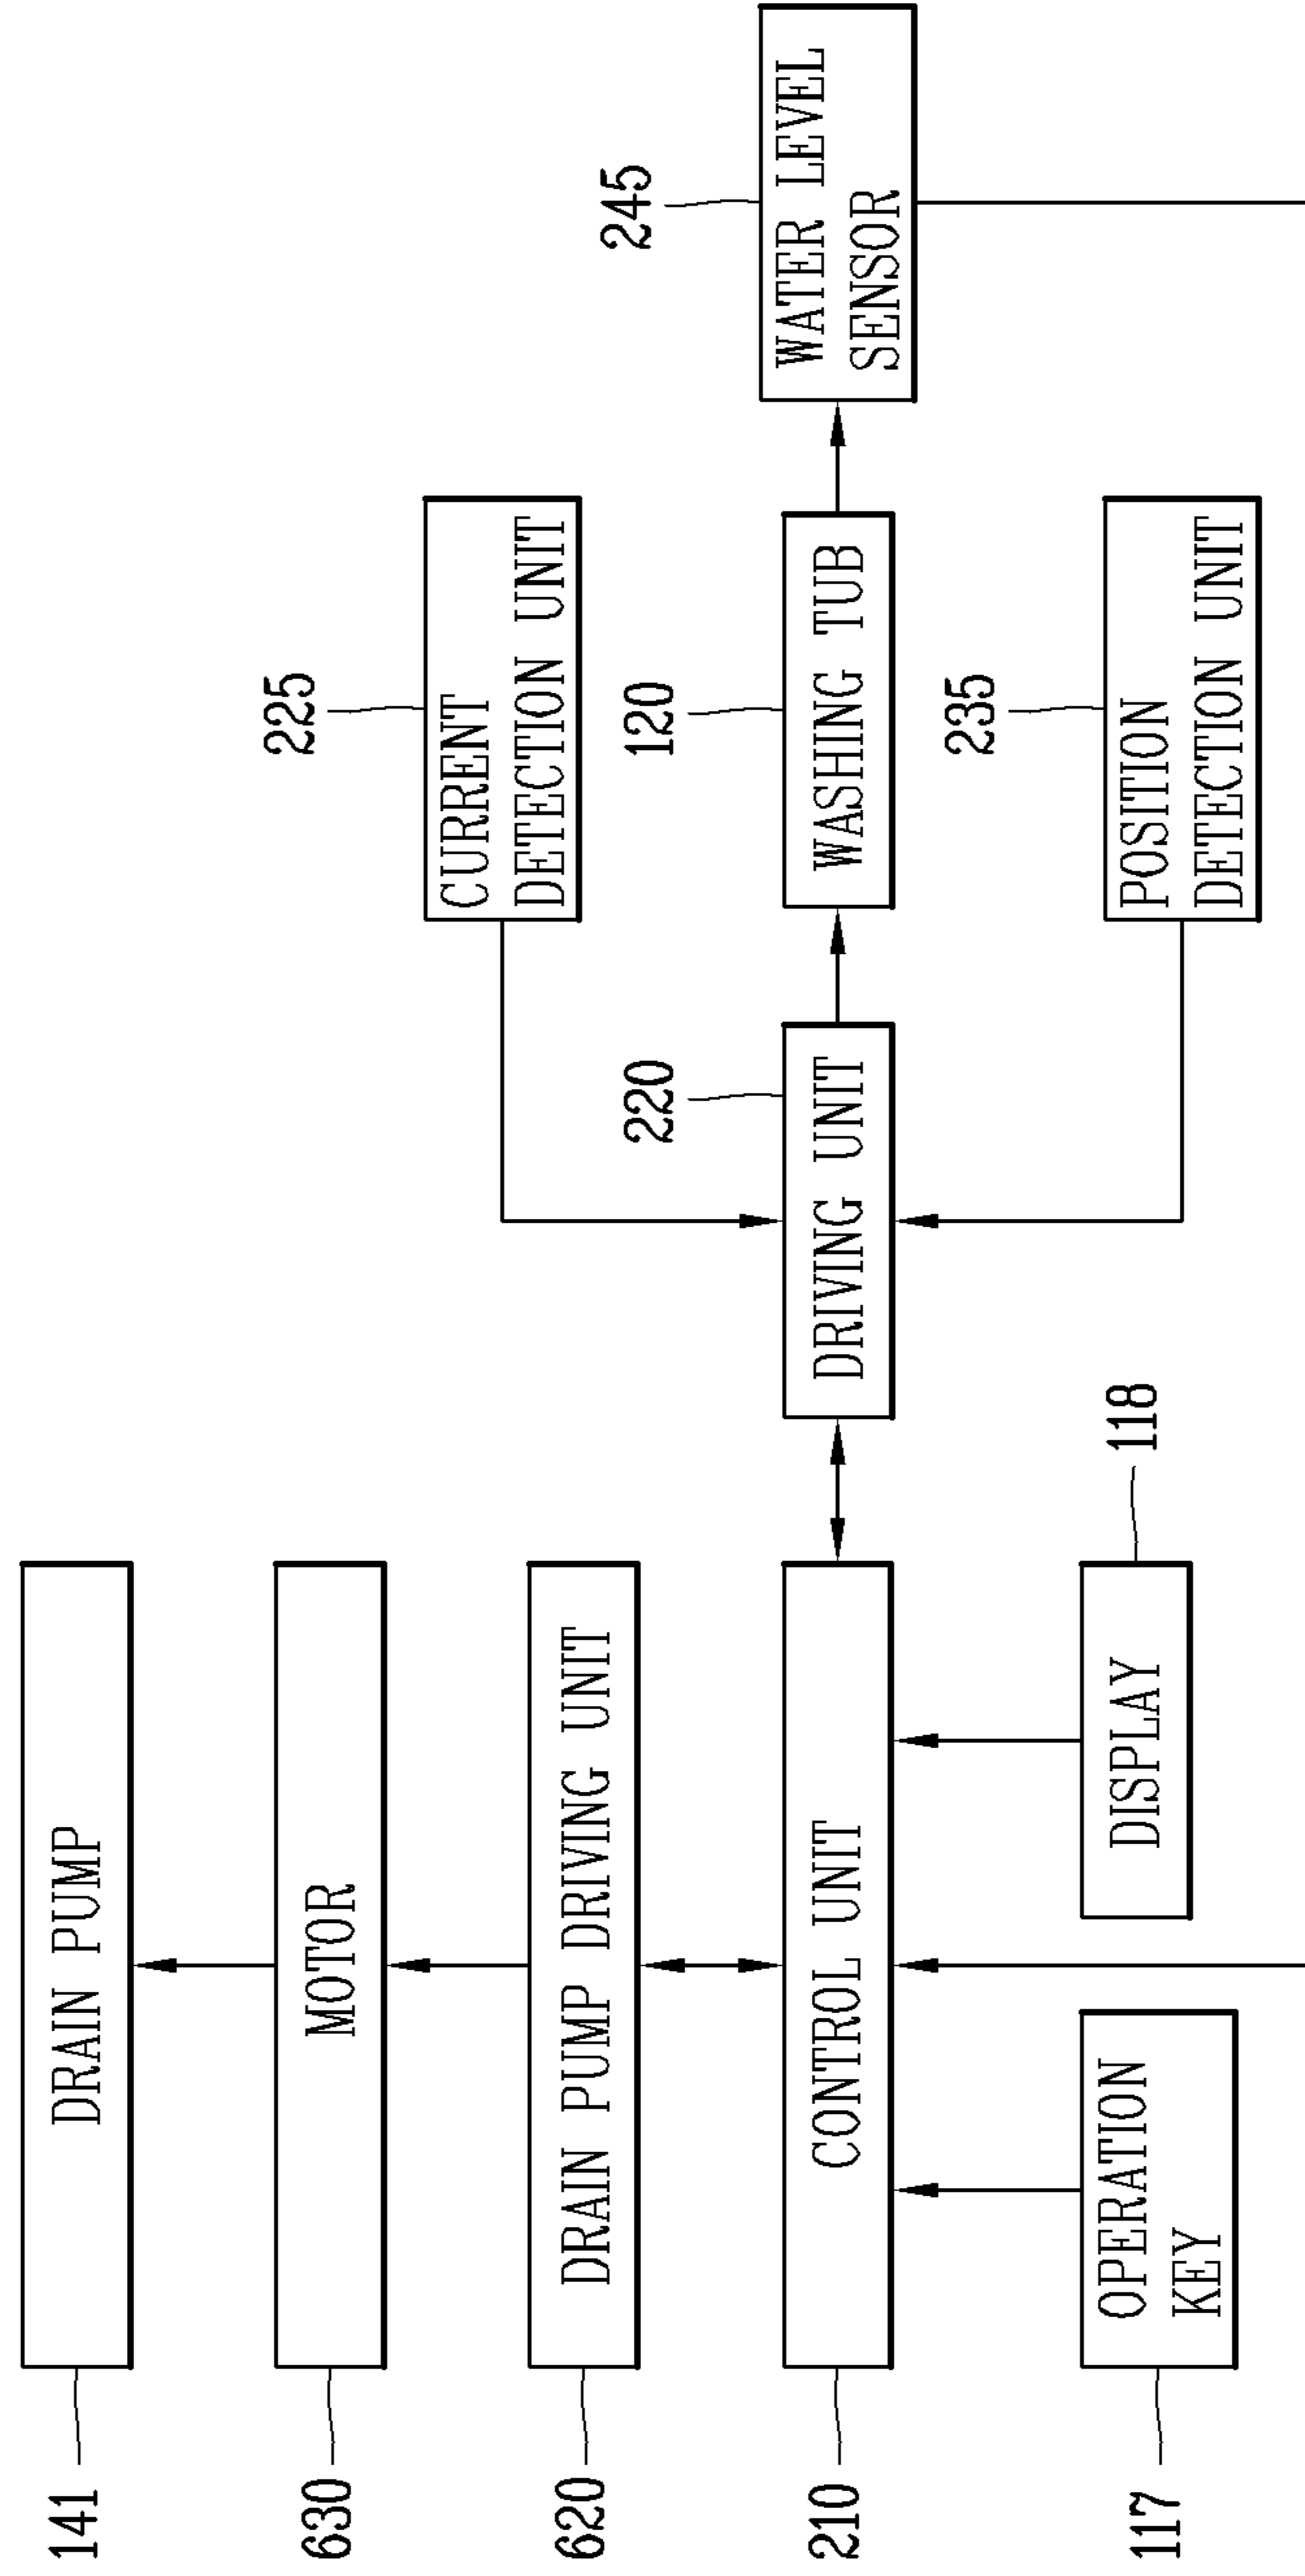 141
DRAIN PUMP
630
MOTOR
225
CURRENT
DETECTION UNIT
620
DRAIN PUMP DRIVING UNIT
210
CONTROL UNIT
220
DRIVING UNIT
120
WASHING TUB
245
WATER LEVEL
SENSOR
117
OPERATION
KEY
118
DISPLAY
235
POSITION
DETECTION UNIT